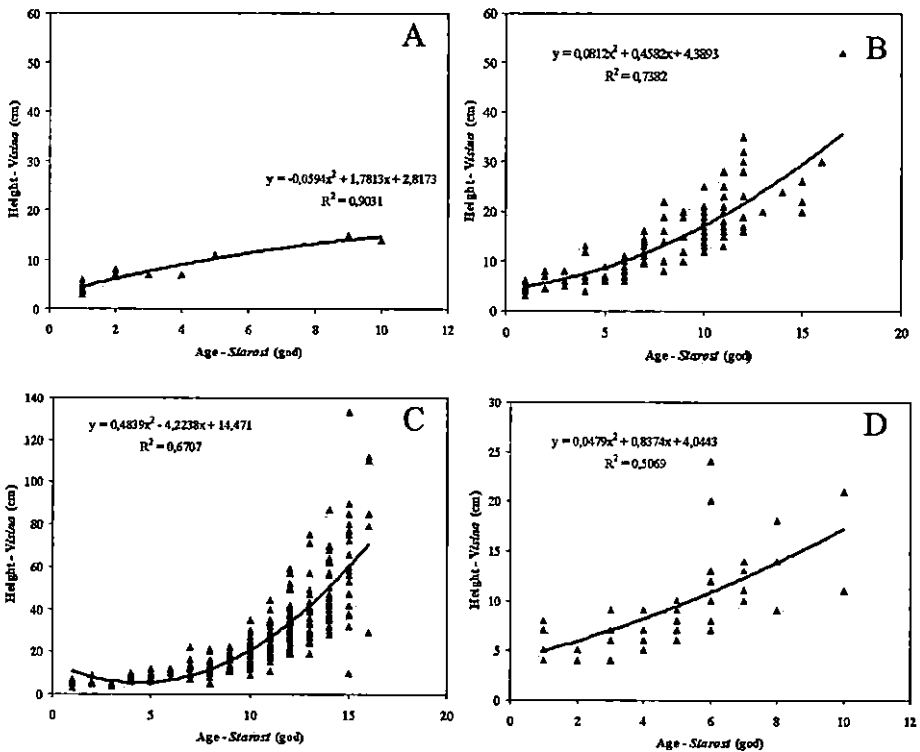 A
60
50
40
30
20
10
0
Height - Visina (cm)
y = -0,0594x² + 1,7813x + 2,8173
R² = 0,9031
0 2 4 6 8 10 12
Age - Starost (god)
B
60
50
40
30
20
10
0
Height - Visina (cm)
y = 0,0812x² + 0,4582x + 4,3893
R² = 0,7382
0 5 10 15 20
Age - Starost (god)
C
140
120
100
80
60
40
20
0
Height - Visina (cm)
y = 0,4839x² - 4,2238x + 14,471
R² = 0,6707
0 5 10 15 20
Age - Starost (god)
D
30
25
20
15
10
5
0
Height - Visina (cm)
y = 0,0479x² + 0,8374x + 4,0443
R² = 0,5069
0 2 4 6 8 10 12
Age - Starost (god)